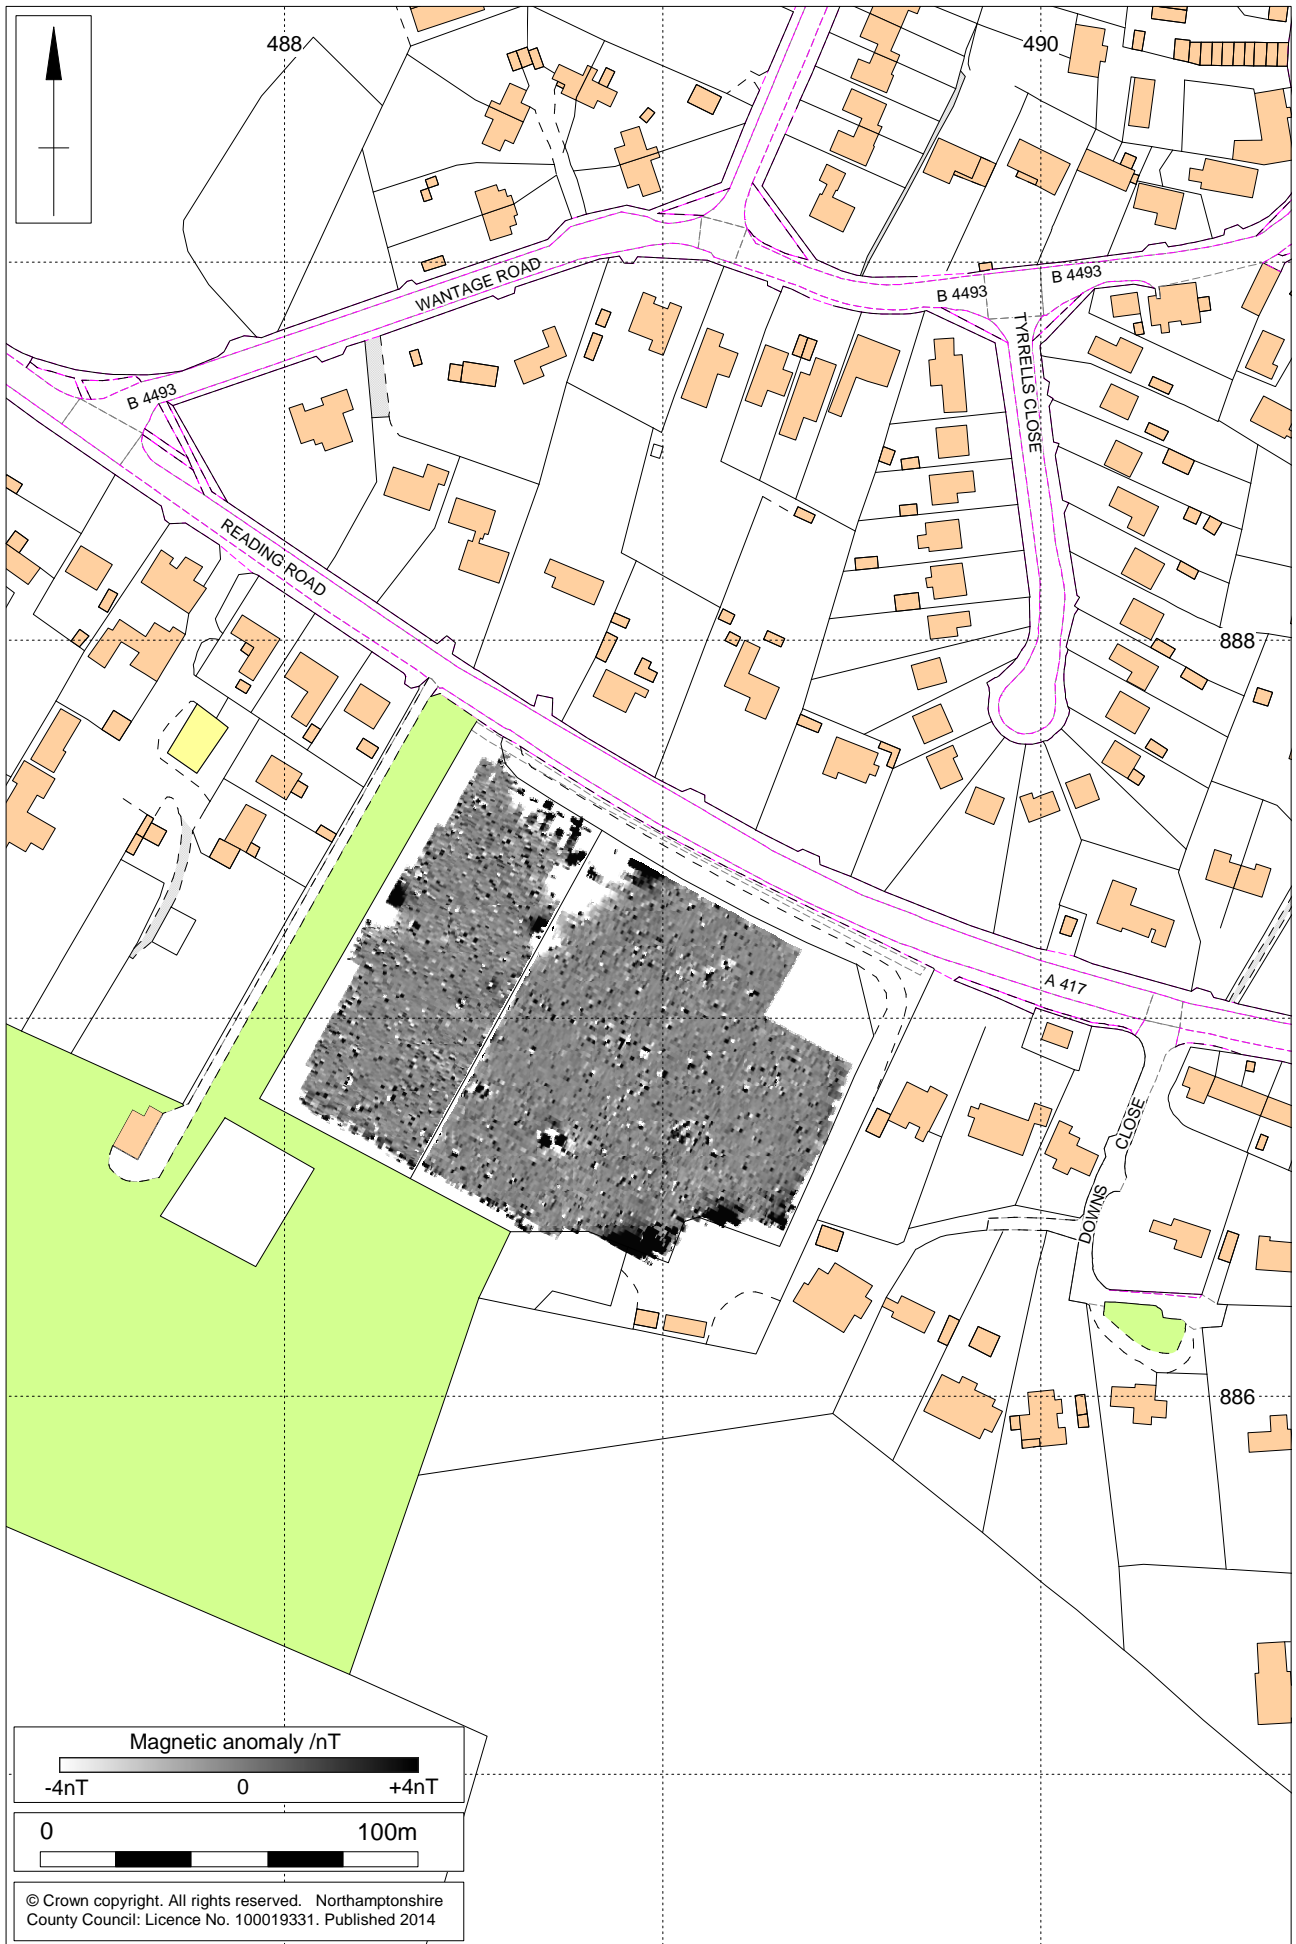 488
490
WANTAGE ROAD
B 4493
B 4493
TYRRELLS CLOSE
B 4493
READING ROAD
888
A 417
DOWNS CLOSE
886
Magnetic anomaly /nT
-4nT 0 +4nT
0 100m
© Crown copyright. All rights reserved. Northamptonshire
County Council: Licence No. 100019331. Published 2014